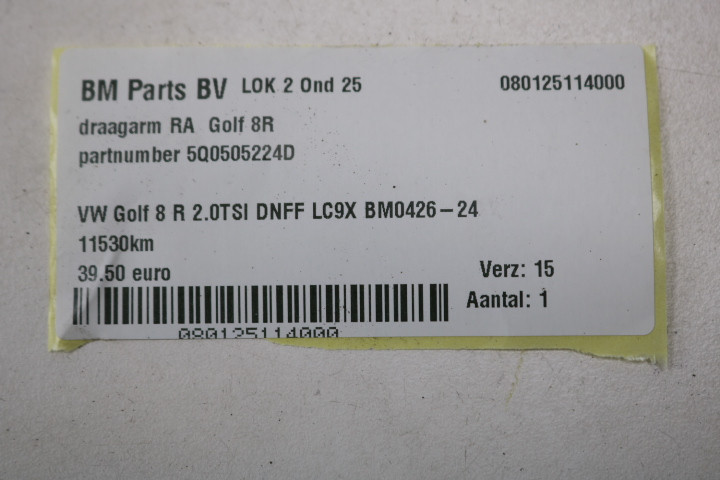 BM Parts BV LOK 2 Ond 25 080125114000
draagarm RA Golf 8R
partnumber 5Q0505224D
VW Golf 8 R 2.0TSI DNFF LC9X BM0426-24
11530km
39.50 euro Verz: 15
Aantal: 1
080125114000